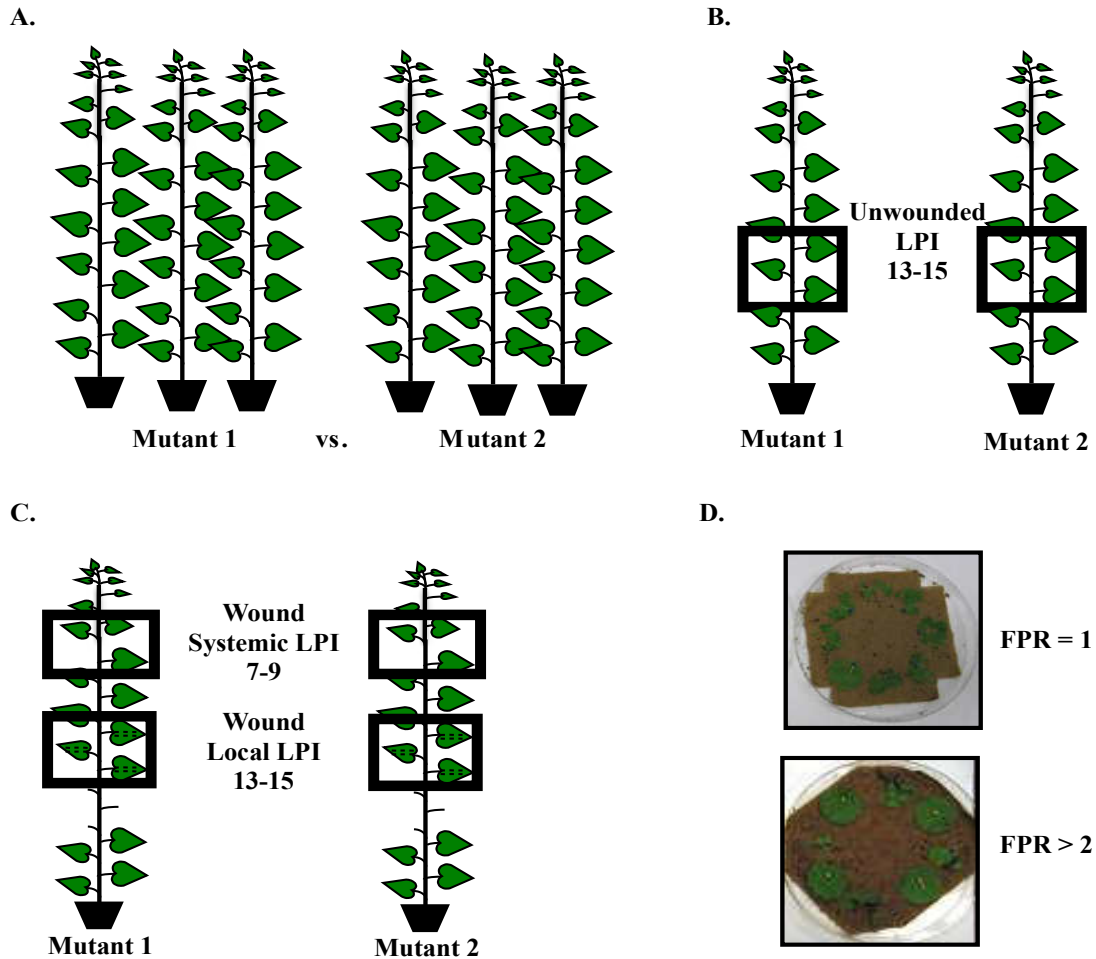 A.
Mutant 1 vs. Mutant 2
B.
Unwounded
LPI
13-15
Mutant 1
Mutant 2
C.
Wound
Systemic LPI
7-9
Wound
Local LPI
13-15
Mutant 1
Mutant 2
D.
FPR = 1
FPR > 2